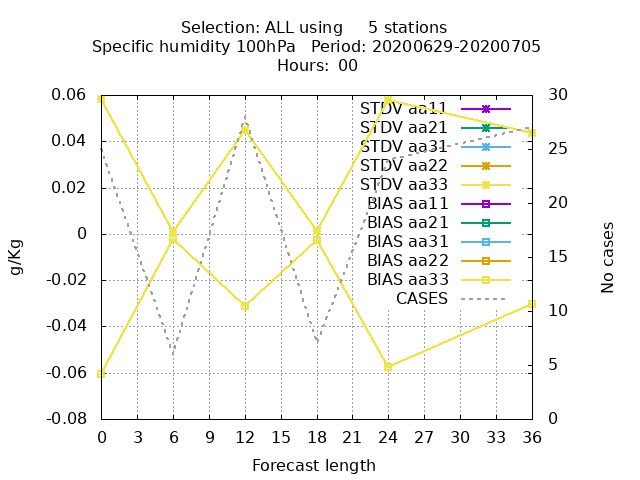 Selection: ALL using     5 stations
Specific humidity 100hPa   Period: 20200629-20200705
Hours: 00
0.06
0.04
0.02
0
-0.02
-0.04
-0.06
-0.08
g/Kg
STDV aa11
STDV aa21
STDV aa31
STDV aa22
STDV aa33
BIAS aa11
BIAS aa21
BIAS aa31
BIAS aa22
BIAS aa33
CASES
30
25
20
15
10
5
0
No cases
0 3 6 9 12 15 18 21 24 27 30 33 36
Forecast length